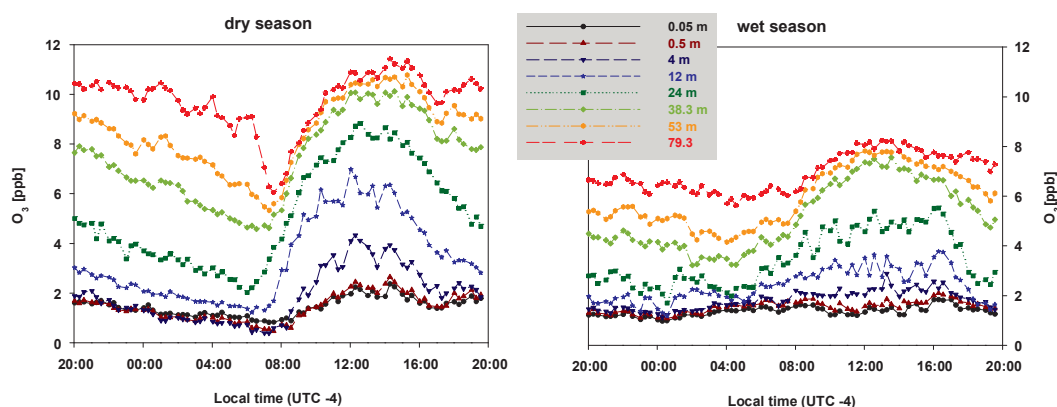 dry season
wet season
0.05 m
0.5 m
4 m
12 m
24 m
38.3 m
53 m
79.3
12
10
8
6
4
2
0
O3 [ppb]
20:00 00:00 04:00 08:00 12:00 16:00 20:00
Local time (UTC -4)
12
10
8
6
4
2
0
O3 [ppb]
20:00 00:00 04:00 08:00 12:00 16:00 20:00
Local time (UTC -4)